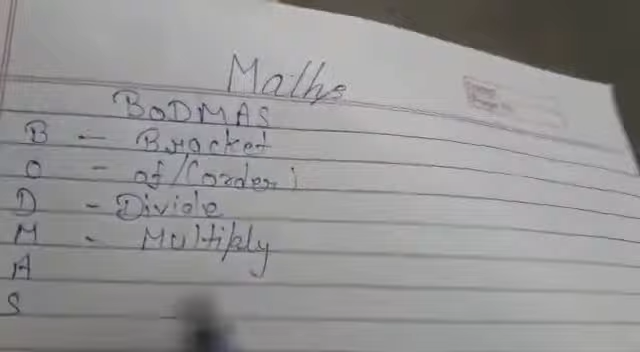 Maths
BODMAS
B - Bracket
O - of/(order)
D - Divide
M - Multiply
A
S -